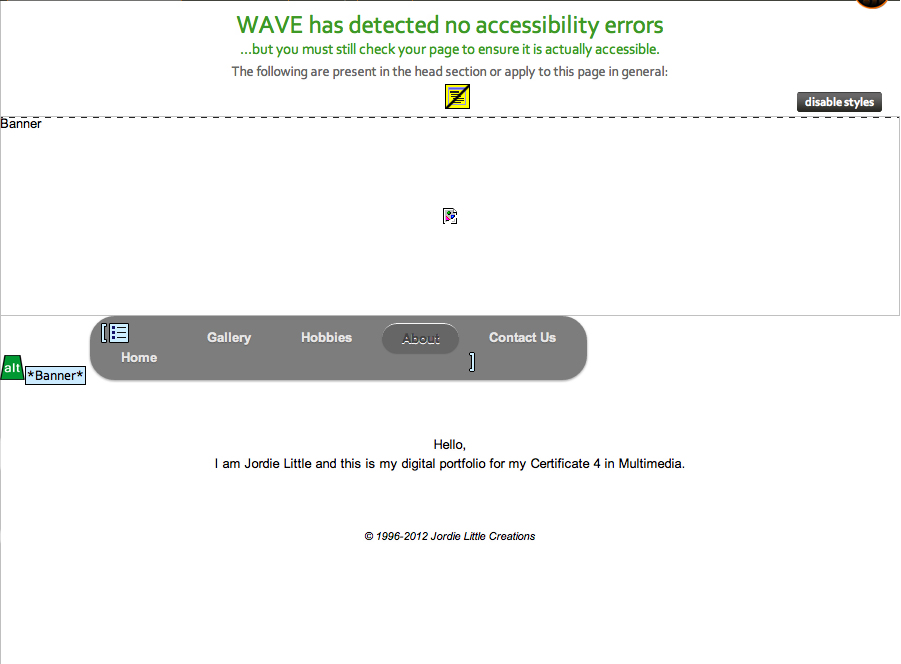 WAVE has detected no accessibility errors
...but you must still check your page to ensure it is actually accessible.
The following are present in the head section or apply to this page in general:
disable styles
Banner
Gallery Hobbies About Contact Us
Home
alt *Banner*
Hello,
I am Jordie Little and this is my digital portfolio for my Certificate 4 in Multimedia.
© 1996-2012 Jordie Little Creations